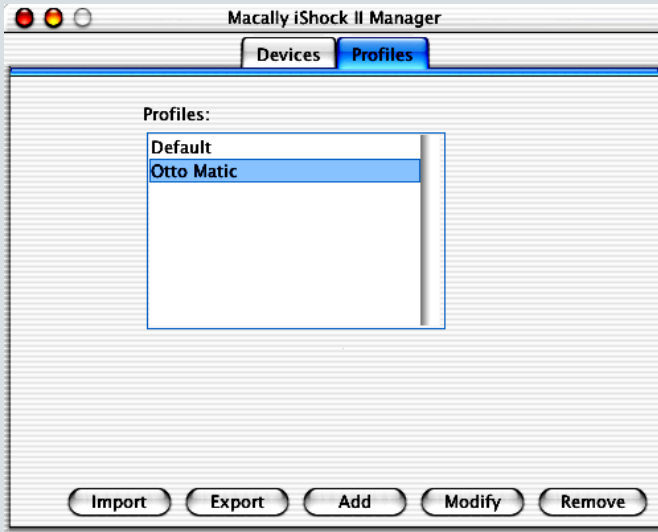 Macally iShock II Manager
Devices Profiles
Profiles:
Default
Otto Matic
Import Export Add Modify Remove